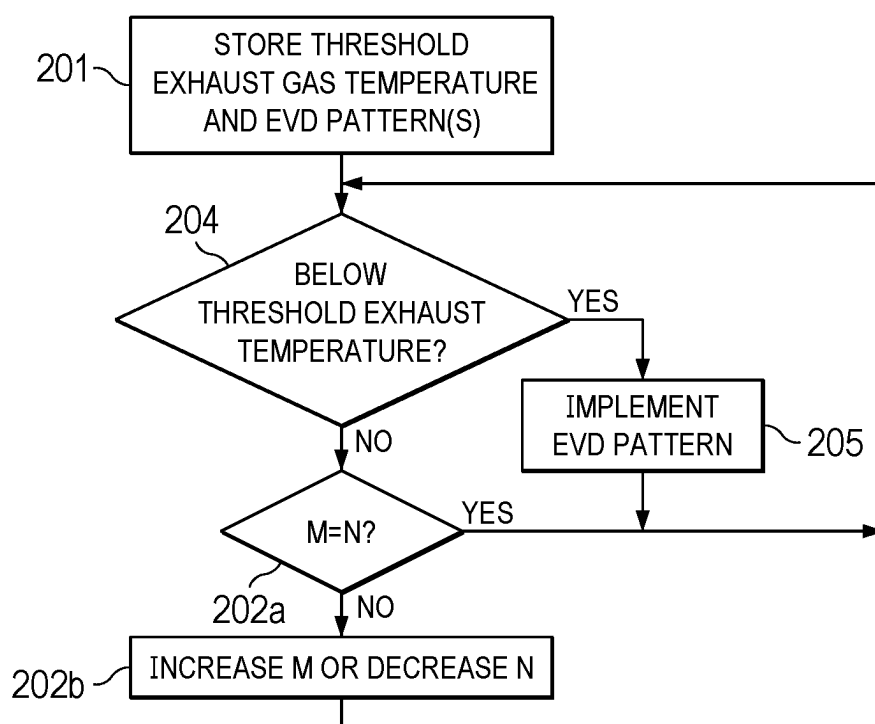 201
STORE THRESHOLD
EXHAUST GAS TEMPERATURE
AND EVD PATTERN(S)
204
BELOW
THRESHOLD EXHAUST
TEMPERATURE?
YES
NO
IMPLEMENT
EVD PATTERN
205
M=N?
YES
202a
NO
202b
INCREASE M OR DECREASE N